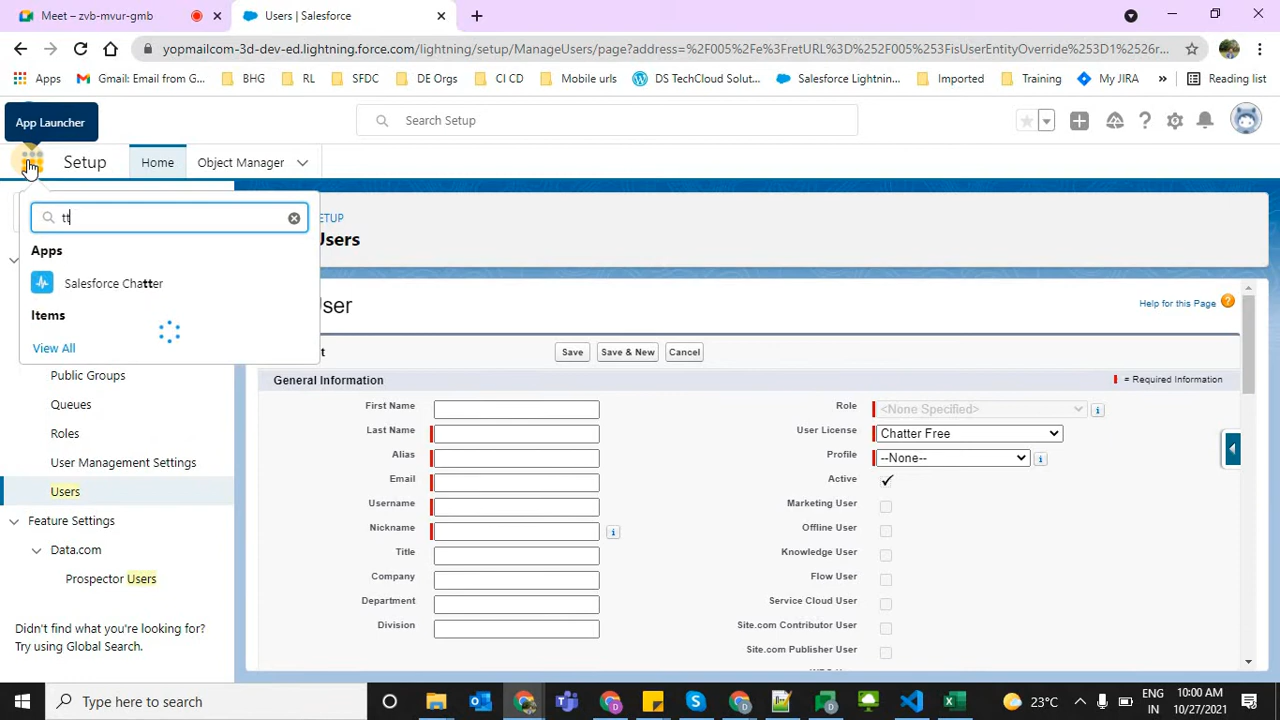 Meet – zvb-mvur-gmb
Users | Salesforce
yopmailcom-3d-dev-ed.lightning.force.com/lightning/setup/ManageUsers/page?address=%2F005%2Fe%3FretURL%3D%252F005%253FisUserEntityOverride%253D1%2526r...
Apps
Gmail: Email from G...
BHG
RL
SFDC
DE Orgs
CI CD
Mobile urls
DS TechCloud Solut...
Salesforce Lightnin...
Imported
Training
My JIRA
»
Reading list
App Launcher
Search Setup
Setup
Home
Object Manager
tt
Apps
Salesforce Chatter
Items
View All
ETUP
Users
Public Groups
Queues
Roles
User Management Settings
Users
Feature Settings
Data.com
Prospector Users
Didn't find what you're looking for?
Try using Global Search.
ser
Help for this Page
t
Save
Save & New
Cancel
General Information
= Required Information
First Name
Last Name
Alias
Email
Username
Nickname
Title
Company
Department
Division
Role
<None Specified>
User License
Chatter Free
Profile
--None--
Active
Marketing User
Offline User
Knowledge User
Flow User
Service Cloud User
Site.com Contributor User
Site.com Publisher User
Type here to search
23°C
ENG
IN
10:00 AM
10/27/2021